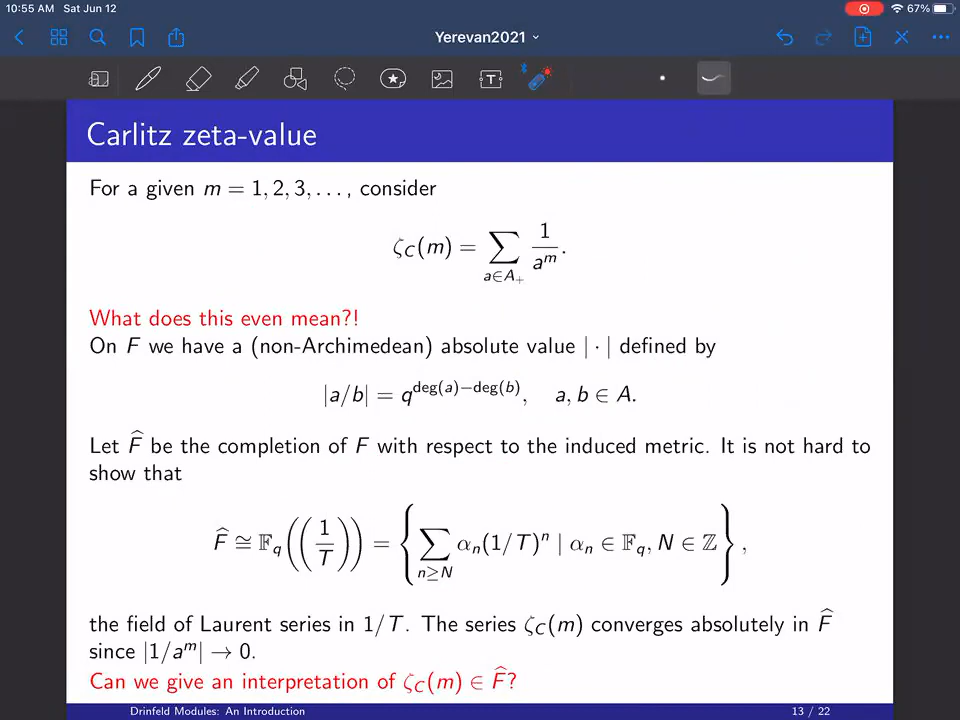 10:55 AM Sat Jun 12
67%
Yerevan2021
T
Carlitz zeta-value
For a given m = 1, 2, 3, . . . , consider
ζ_C(m) = ∑_{a∈A₊} 1/a^m.
What does this even mean?!
On F we have a (non-Archimedean) absolute value | · | defined by
|a/b| = q^{deg(a)−deg(b)}, a, b ∈ A.
Let F̂ be the completion of F with respect to the induced metric. It is not hard to
show that
F̂ ≅ 𝔽_q((1/T)) = {∑_{n≥N} α_n(1/T)^n | α_n ∈ 𝔽_q, N ∈ ℤ},
the field of Laurent series in 1/T. The series ζ_C(m) converges absolutely in F̂
since |1/a^m| → 0.
Can we give an interpretation of ζ_C(m) ∈ F̂?
Drinfeld Modules: An Introduction
13 / 22